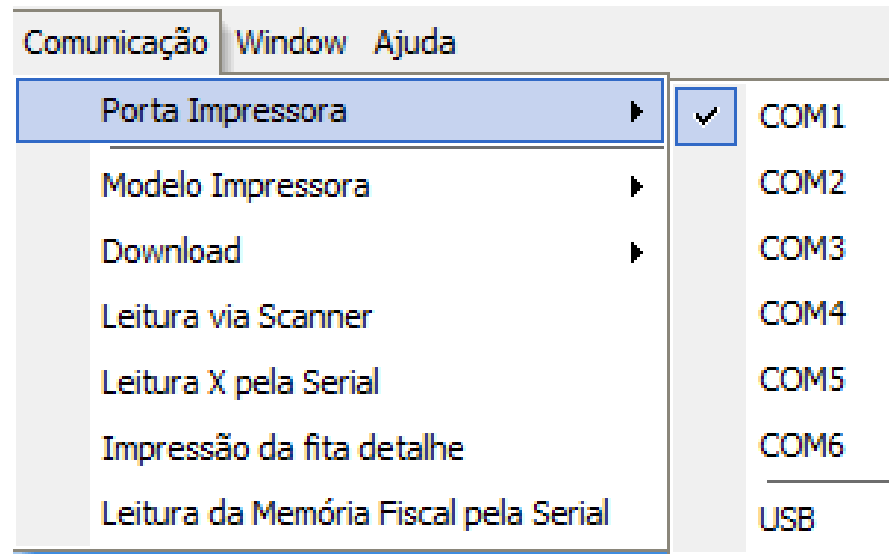 Comunicação Window Ajuda
Porta Impressora
Modelo Impressora
Download
Leitura via Scanner
Leitura X pela Serial
Impressão da fita detalhe
Leitura da Memória Fiscal pela Serial
COM1
COM2
COM3
COM4
COM5
COM6
USB